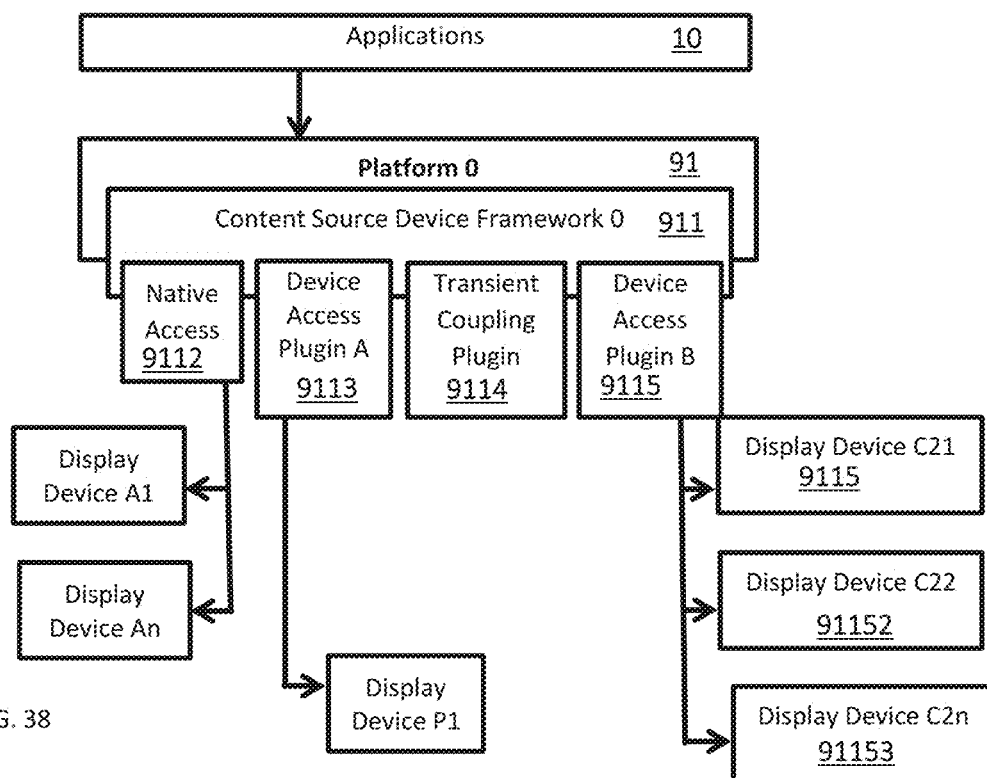 Applications 10
Platform 0 91
Content Source Device Framework 0 911
Native
Access
9112
Device
Access
Plugin A
9113
Transient
Coupling
Plugin
9114
Device
Access
Plugin B
9115
Display
Device A1
Display
Device An
Display
Device P1
Display Device C21
9115
Display Device C22
91152
Display Device C2n
91153
G. 38